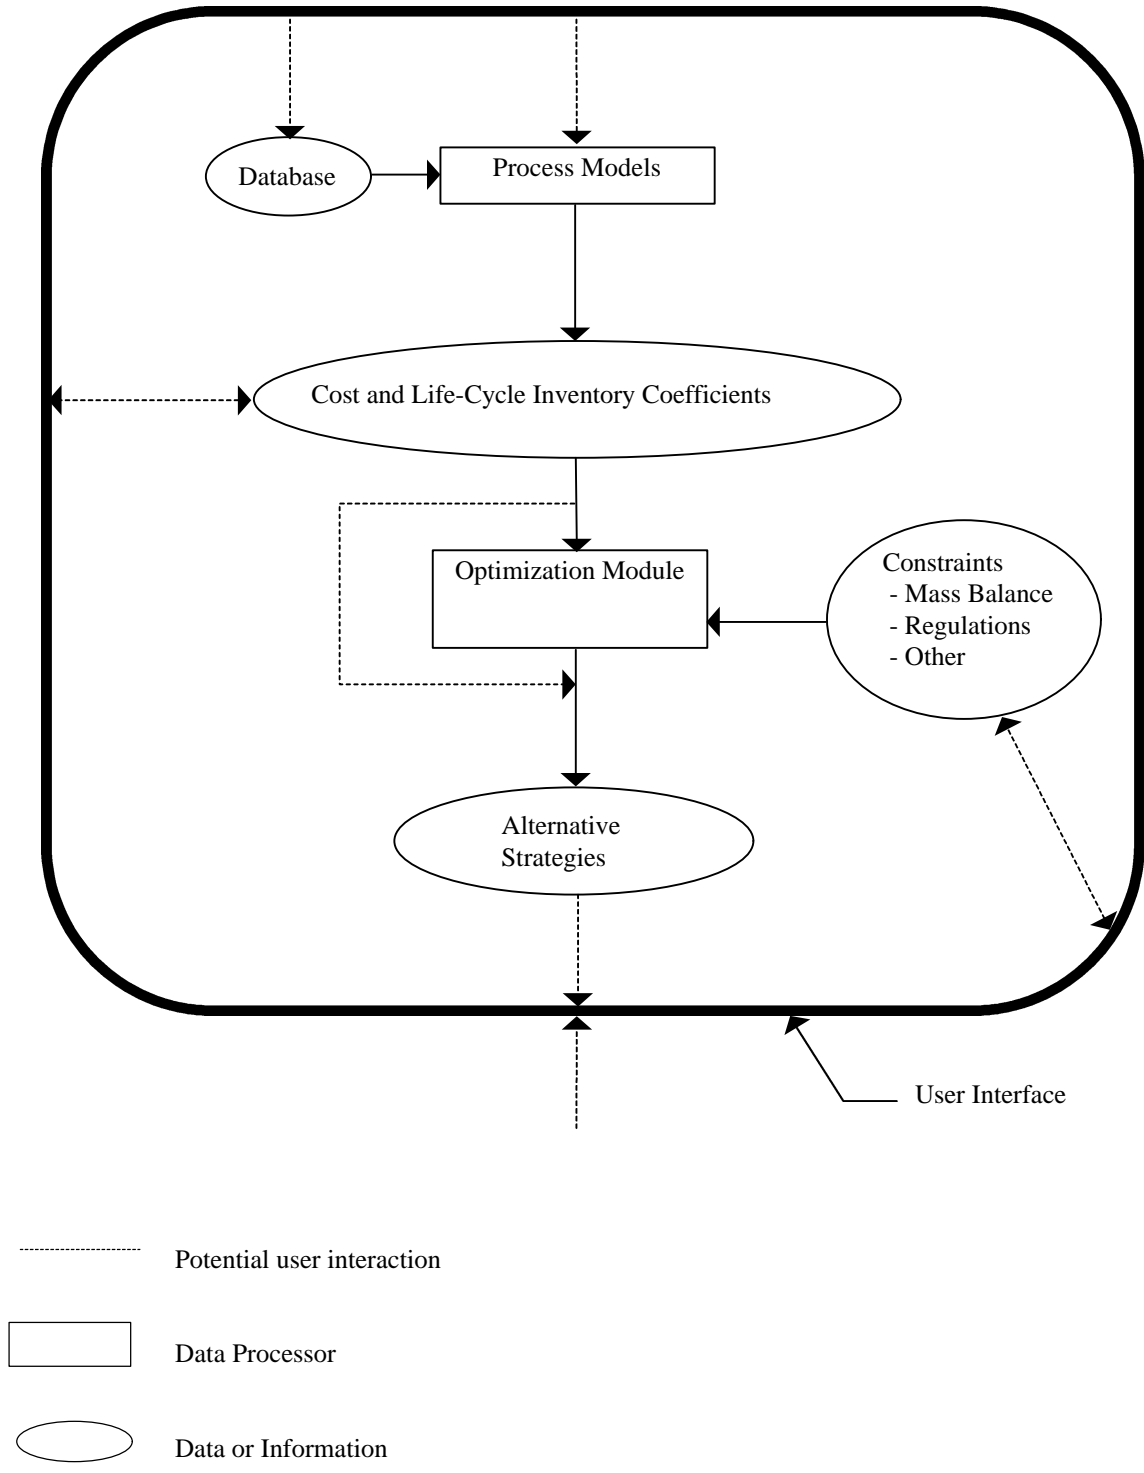 Database
Process Models
Cost and Life-Cycle Inventory Coefficients
Optimization Module
Constraints
- Mass Balance
- Regulations
- Other
Alternative
Strategies
User Interface
Potential user interaction
Data Processor
Data or Information